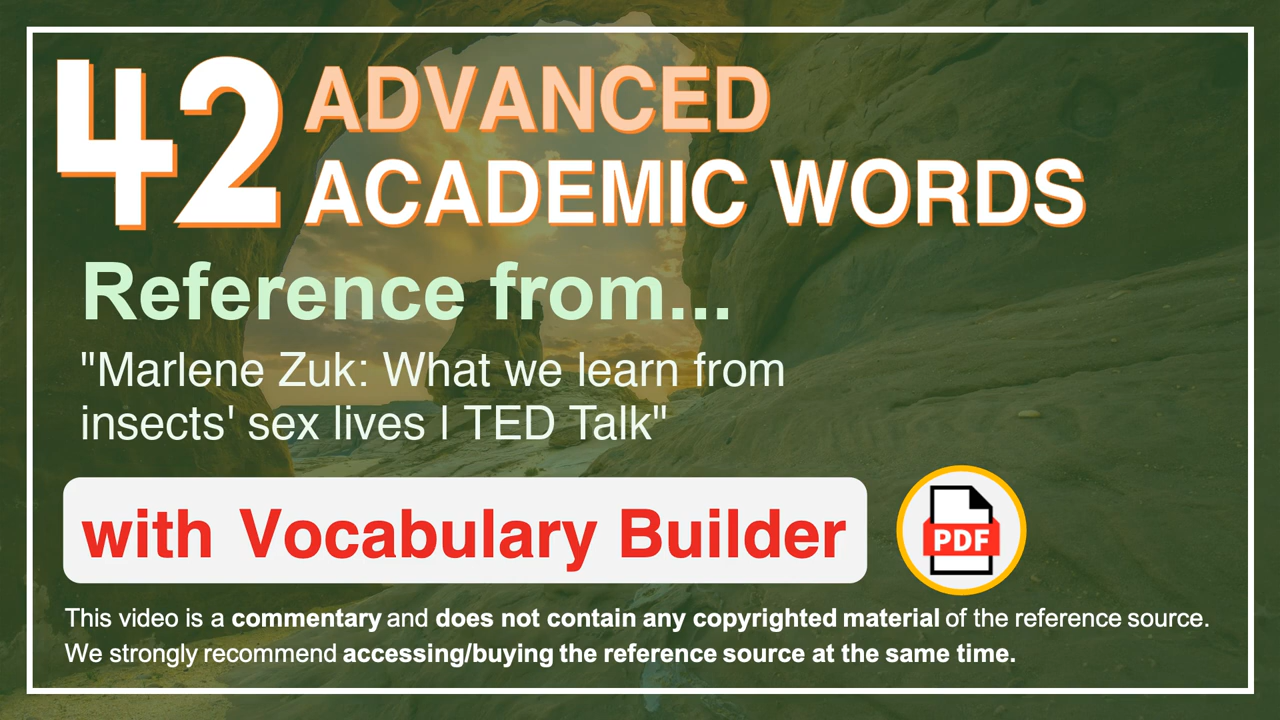 42 ADVANCED
ACADEMIC WORDS
Reference from...
"Marlene Zuk: What we learn from
insects' sex lives | TED Talk"
with Vocabulary Builder
PDF
This video is a commentary and does not contain any copyrighted material of the reference source.
We strongly recommend accessing/buying the reference source at the same time.